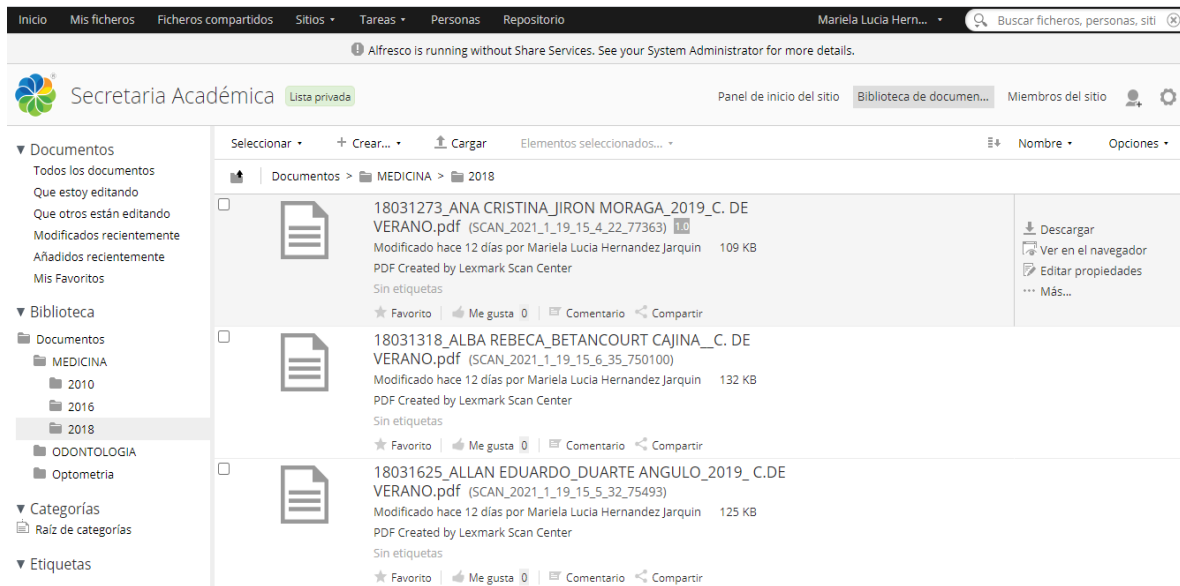 Inicio Mis ficheros Ficheros compartidos Sitios Tareas Personas Repositorio Mariela Lucia Hern... Buscar ficheros, personas, siti
Alfresco is running without Share Services. See your System Administrator for more details.
Secretaria Académica Lista privada Panel de inicio del sitio Biblioteca de documen... Miembros del sitio
Documentos
Todos los documentos
Que estoy editando
Que otros están editando
Modificados recientemente
Añadidos recientemente
Mis Favoritos
Biblioteca
Documentos
MEDICINA
2010
2016
2018
ODONTOLOGIA
Optometria
Categorías
Raíz de categorías
Etiquetas
Seleccionar + Crear... Cargar Elementos seleccionados... Nombre Opciones
Documentos > MEDICINA > 2018
18031273_ANA CRISTINA_JIRON MORAGA_2019_C. DE
VERANO.pdf (SCAN_2021_1_19_15_4_22_77363) 1.0
Modificado hace 12 días por Mariela Lucia Hernandez Jarquin 109 KB
PDF Created by Lexmark Scan Center
Sin etiquetas
Favorito Me gusta 0 Comentario Compartir
Descargar
Ver en el navegador
Editar propiedades
Más...
18031318_ALBA REBECA_BETANCOURT CAJINA__C. DE
VERANO.pdf (SCAN_2021_1_19_15_6_35_750100)
Modificado hace 12 días por Mariela Lucia Hernandez Jarquin 132 KB
PDF Created by Lexmark Scan Center
Sin etiquetas
Favorito Me gusta 0 Comentario Compartir
18031625_ALLAN EDUARDO_DUARTE ANGULO_2019_ C.DE
VERANO.pdf (SCAN_2021_1_19_15_5_32_75493)
Modificado hace 12 días por Mariela Lucia Hernandez Jarquin 125 KB
PDF Created by Lexmark Scan Center
Sin etiquetas
Favorito Me gusta 0 Comentario Compartir